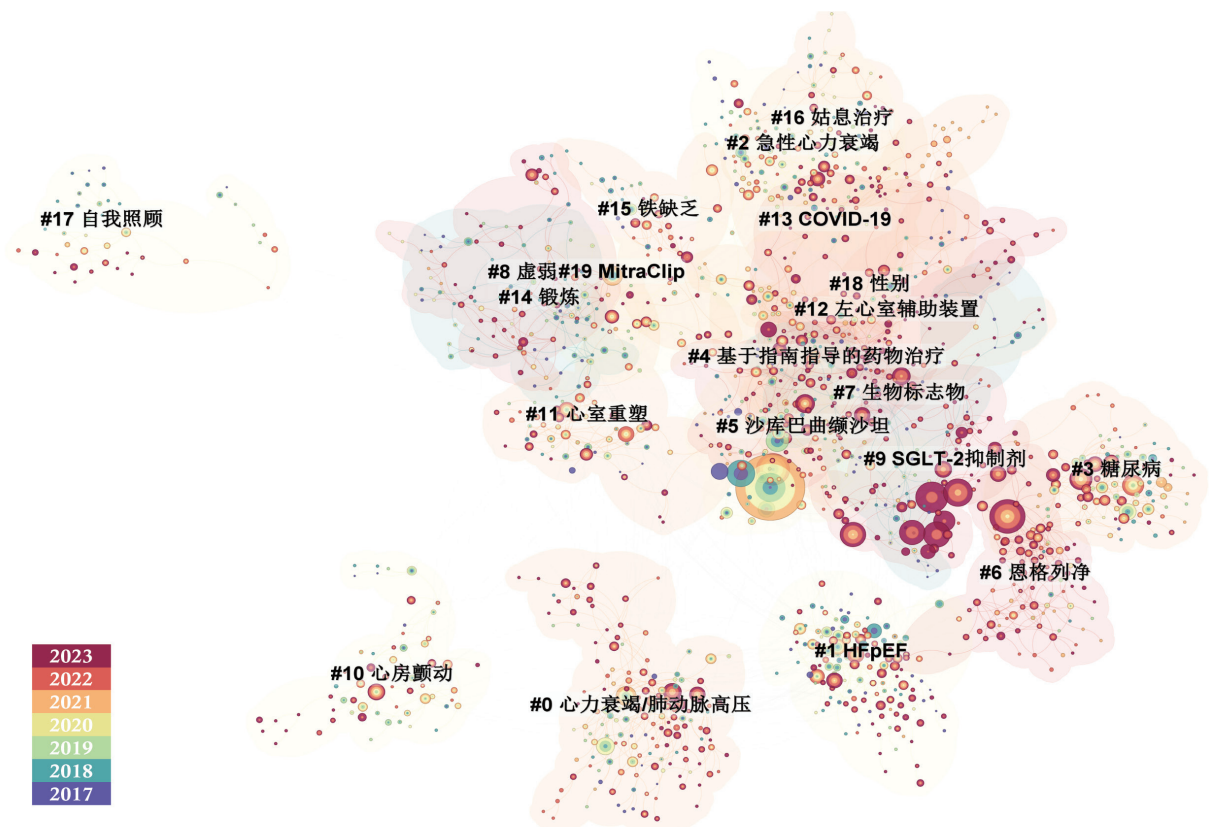 #16 姑息治疗
#2 急性心力衰竭
#17 自我照顾
#15 铁缺乏
#13 COVID-19
#8 虚弱#19 MitraClip
#18 性别
#14 锻炼
#12 左心室辅助装置
#4 基于指南指导的药物治疗
#7 生物标志物
#11 心室重塑
#5 沙库巴曲缬沙坦
#9 SGLT-2抑制剂
#3 糖尿病
#6 恩格列净
#1 HFpEF
#10 心房颤动
#0 心力衰竭/肺动脉高压
2023
2022
2021
2020
2019
2018
2017